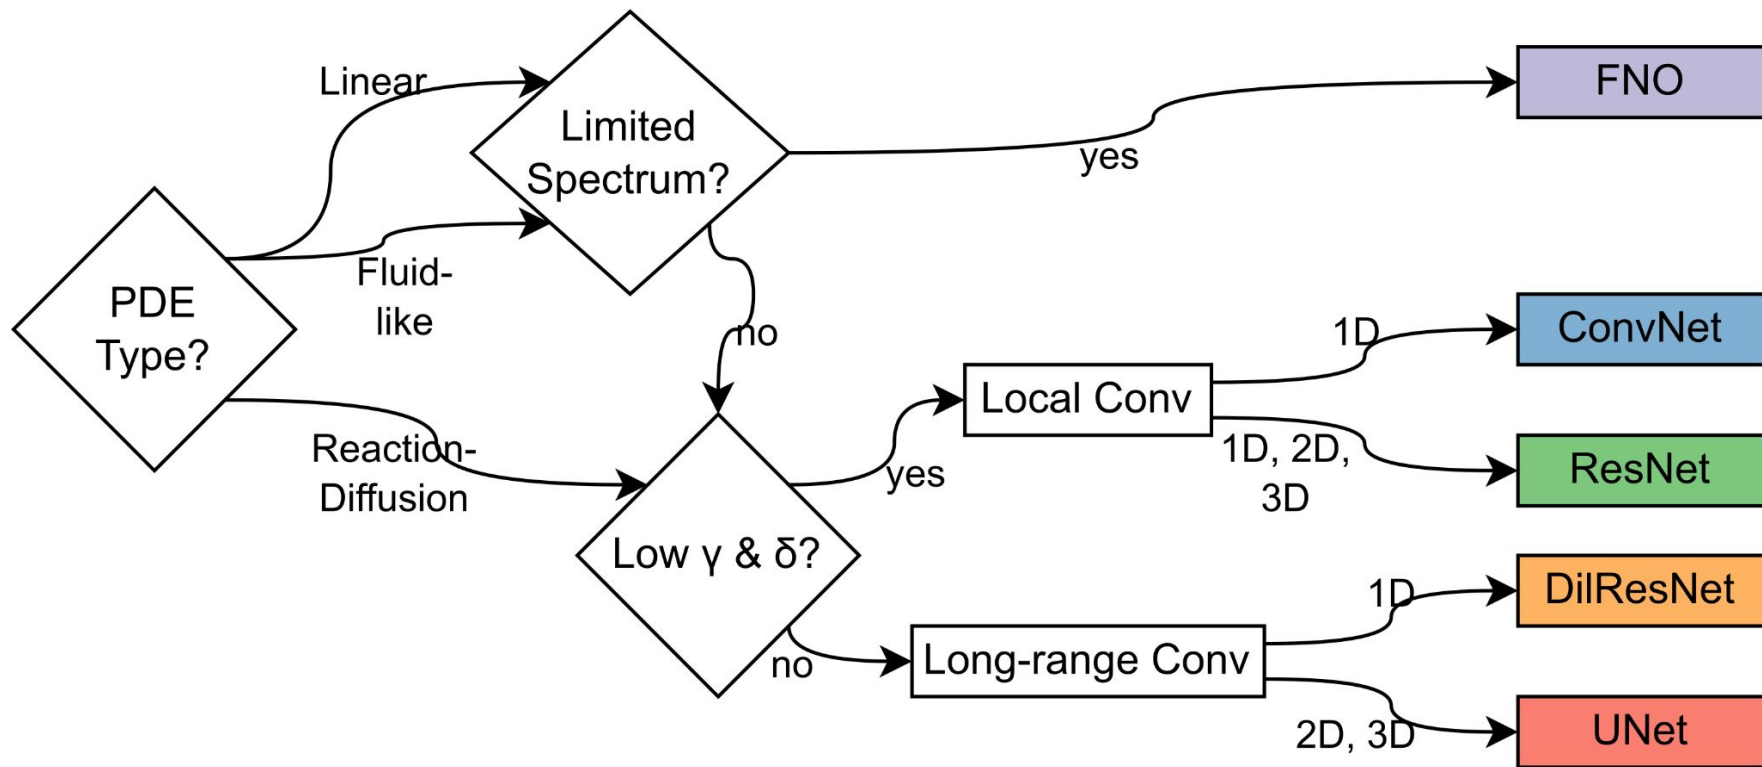 Linear
Limited
Spectrum?
yes
FNO
PDE
Type?
Fluid-
like
no
Reaction-
Diffusion
Low γ & δ?
yes
Local Conv
1D
ConvNet
1D, 2D,
3D
ResNet
no
Long-range Conv
1D
DilResNet
2D, 3D
UNet